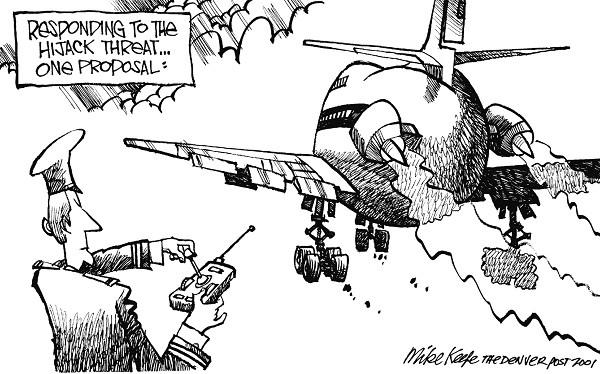 RESPONDING TO THE
HIJACK THREAT...
ONE PROPOSAL:
Mike Keefe THE DENVER POST 2001